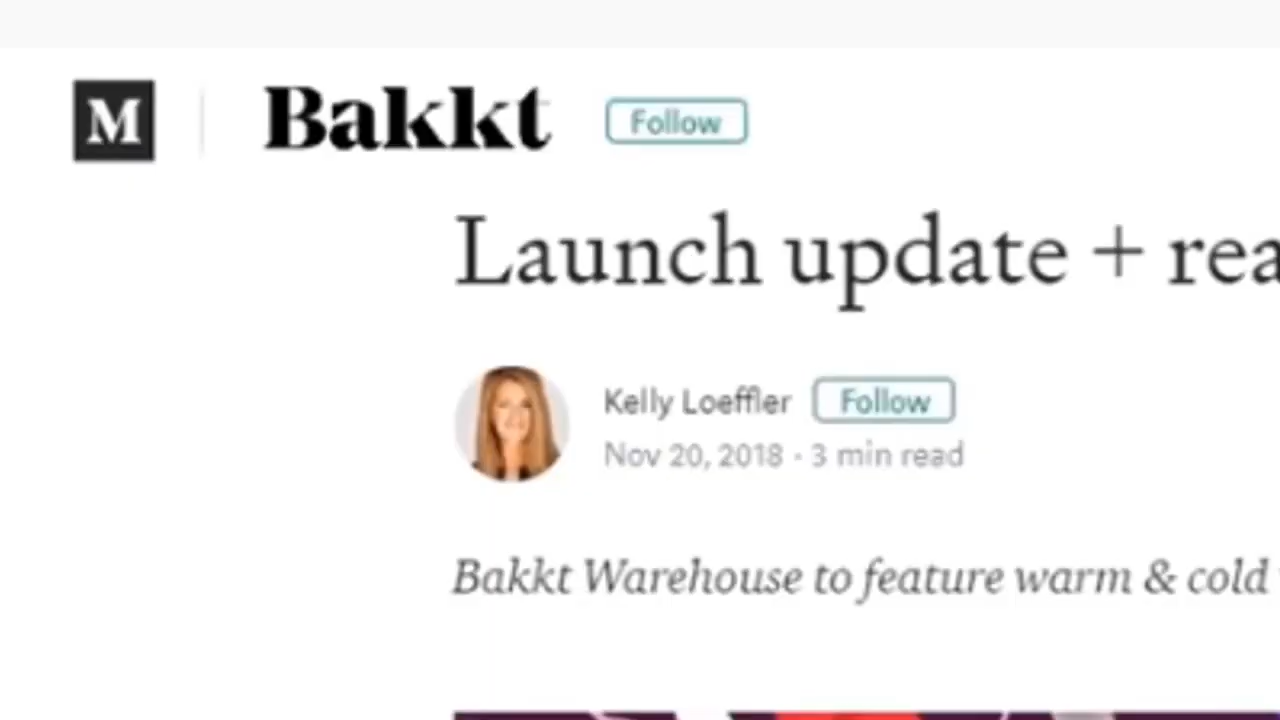 M
Bakkt Follow
Launch update + rea
Kelly Loeffler Follow
Nov 20, 2018 · 3 min read
Bakkt Warehouse to feature warm & cold